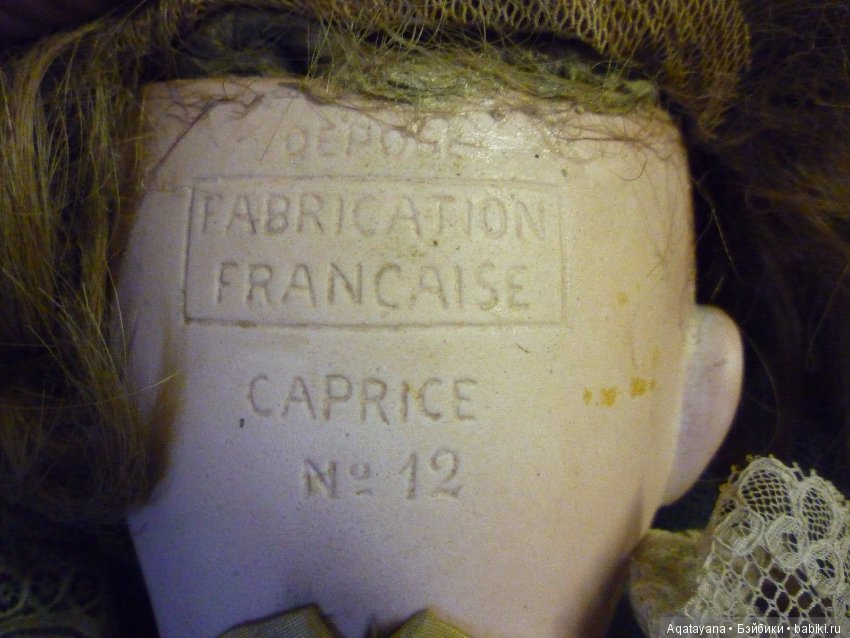 DEPOSE
FABRICATION
FRANCAISE
CAPRICE
Nº 12
Aqatayana • Бэйбики • babiki.ru